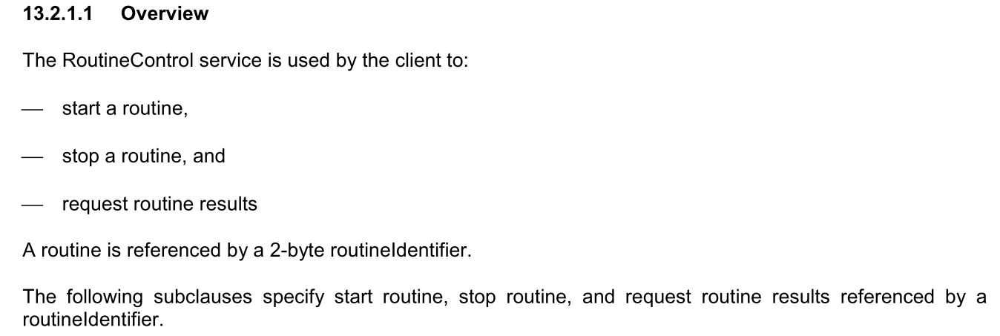 13.2.1.1 Overview
The RoutineControl service is used by the client to:
— start a routine,
— stop a routine, and
— request routine results
A routine is referenced by a 2-byte routineIdentifier.
The following subclauses specify start routine, stop routine, and request routine results referenced by a
routineIdentifier.